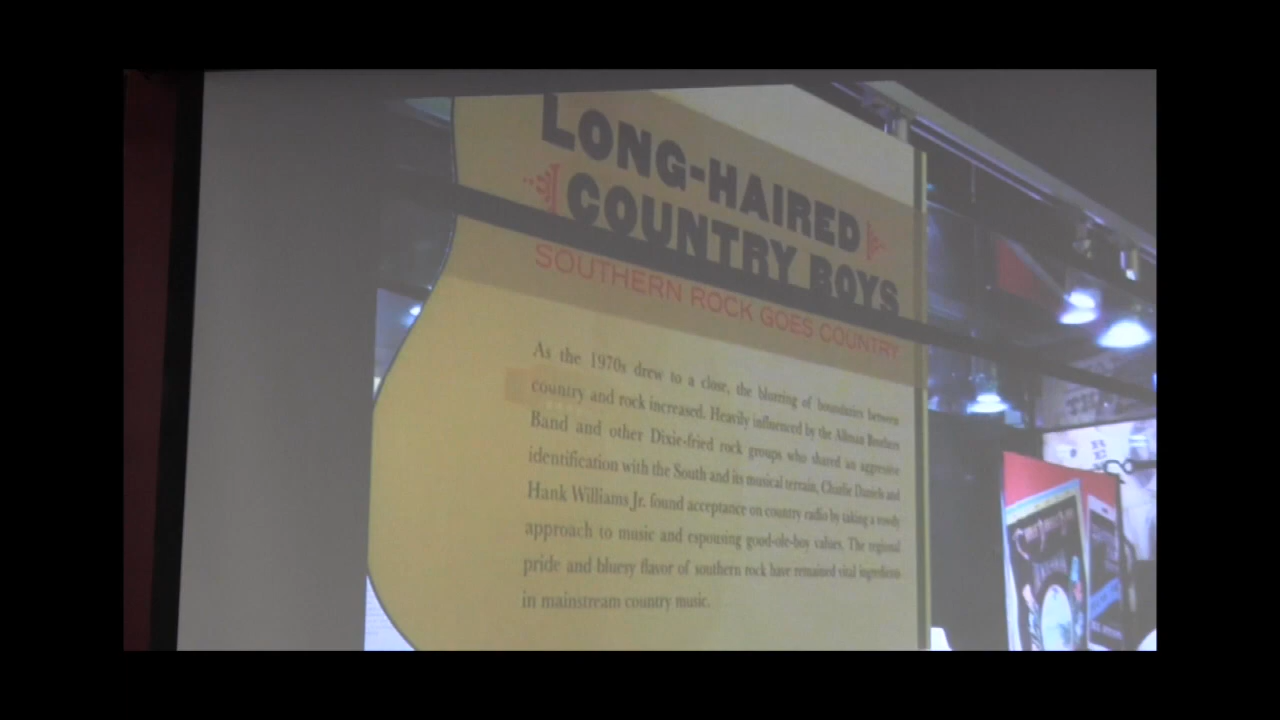 LONG-HAIRED
COUNTRY BOYS
SOUTHERN ROCK GOES COUNTRY
As the 1970s drew to a close, the blurring of boundaries between
country and rock increased. Heavily influenced by the Allman Brothers
Band and other Dixie-fried rock groups who shared an aggressive
identification with the South and its musical terrain, Charlie Daniels and
Hank Williams Jr. found acceptance on country radio by taking a rowdy
approach to music and espousing good-ole-boy values. The regional
pride and bluesy flavor of southern rock have remained vital ingredients
in mainstream country music.